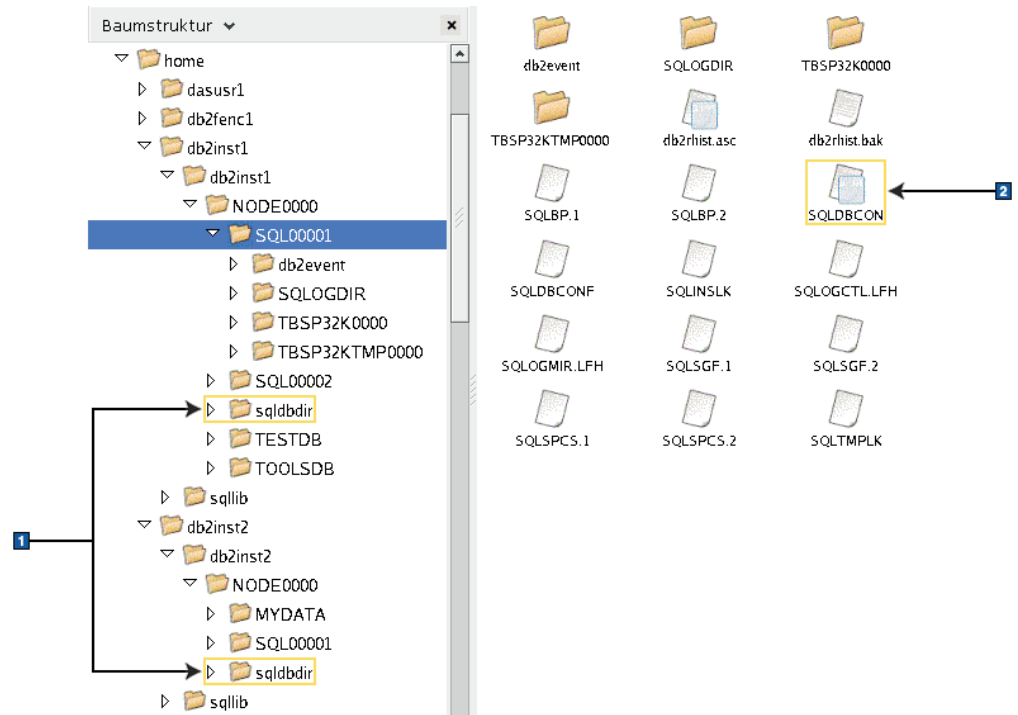 Baumstruktur
home
dasusr1
db2fenc1
db2inst1
db2inst1
NODE0000
SQL00001
db2event
SQLOGDIR
TBSP32K0000
TBSP32KTMP0000
SQL00002
sqldbdir
TESTDB
TOOLSDB
sqllib
db2inst2
db2inst2
NODE0000
MYDATA
SQL00001
sqldbdir
sqllib
1
db2event SQLOGDIR TBSP32K0000
TBSP32KTMP0000 db2rhist.asc db2rhist.bak
SQLBP.1 SQLBP.2 SQLDBCON
2
SQLDBCONF SQLINSLK SQLOGCTL.LFH
SQLOGMIR.LFH SQLSGF.1 SQLSGF.2
SQLSPCS.1 SQLSPCS.2 SQLTMPLK